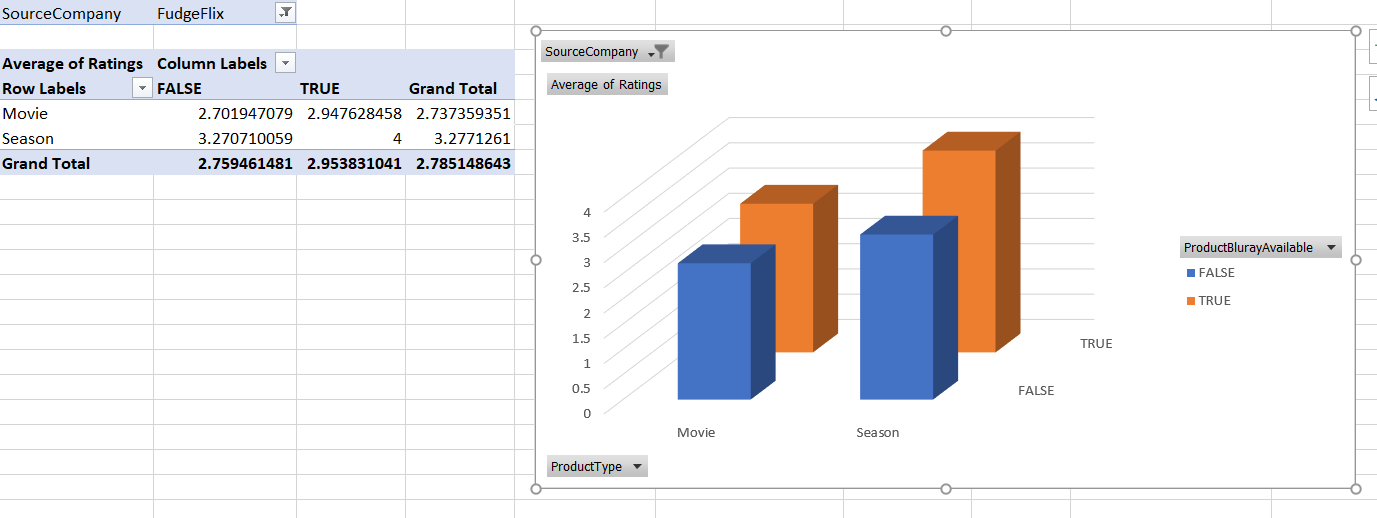 SourceCompany FudgeFlix
Average of Ratings Column Labels
Row Labels FALSE TRUE Grand Total
Movie 2.701947079 2.947628458 2.737359351
Season 3.270710059 4 3.2771261
Grand Total 2.759461481 2.953831041 2.785148643
SourceCompany
Average of Ratings
4
3.5
3
2.5
2
1.5
1
0.5
0
Movie Season
FALSE
TRUE
ProductBlurayAvailable
FALSE
TRUE
ProductType